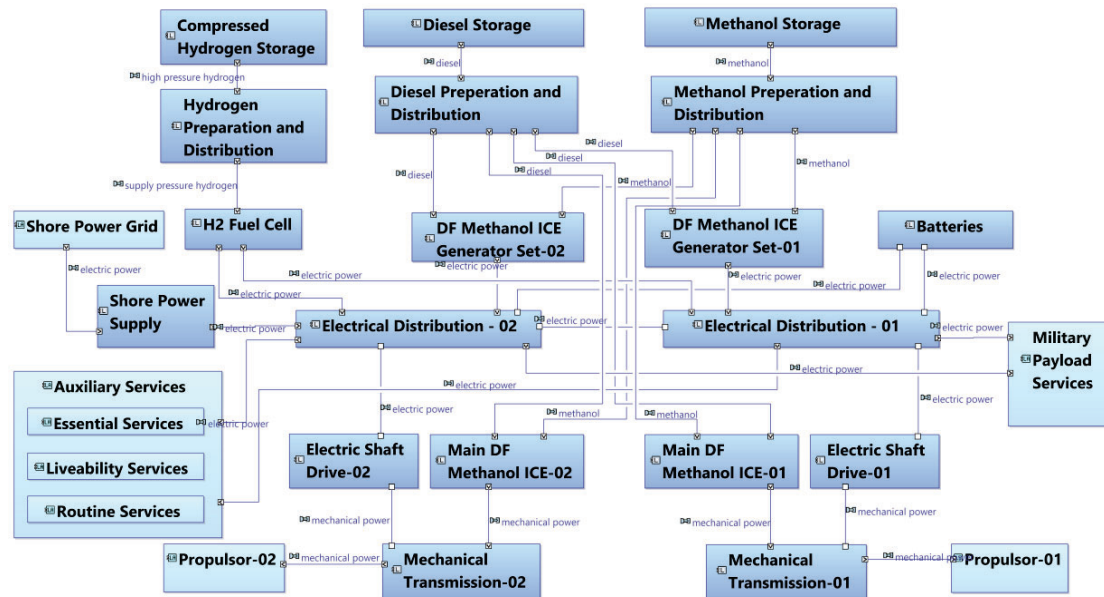 Compressed
Hydrogen Storage
Diesel Storage
Methanol Storage
high pressure hydrogen
diesel
methanol
Hydrogen
Preparation and
Distribution
Diesel Preperation and
Distribution
Methanol Preperation and
Distribution
diesel
diesel
diesel
methanol
methanol
supply pressure hydrogen
Shore Power Grid
H2 Fuel Cell
DF Methanol ICE
Generator Set-02
DF Methanol ICE
Generator Set-01
Batteries
electric power
electric power
electric power
electric power
electric power
electric power
electric power
Shore Power
Supply
electric power
Electrical Distribution - 02
electric power
Electrical Distribution - 01
electric power
Military
Payload
Services
electric power
electric power
Auxiliary Services
Essential Services
electric power
Liveability Services
Routine Services
electric power
electric power
methanol
methanol
Electric Shaft
Drive-02
Main DF
Methanol ICE-02
Main DF
Methanol ICE-01
Electric Shaft
Drive-01
mechanical power
mechanical power
mechanical power
mechanical power
Propulsor-02
mechanical power
Mechanical
Transmission-02
Mechanical
Transmission-01
mechanical p
Propulsor-01